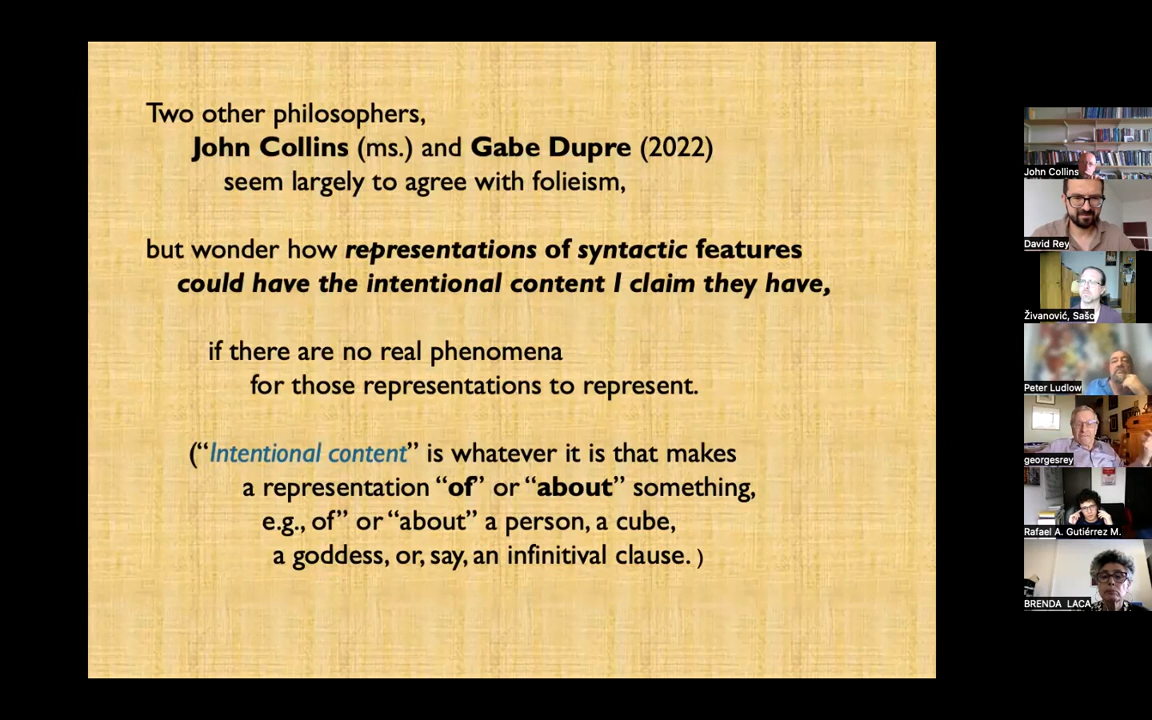 Two other philosophers,
John Collins (ms.) and Gabe Dupre (2022)
seem largely to agree with folieism,
but wonder how representations of syntactic features
could have the intentional content I claim they have,
if there are no real phenomena
for those representations to represent.
(“Intentional content” is whatever it is that makes
a representation “of” or “about” something,
e.g., of” or “about” a person, a cube,
a goddess, or, say, an infinitival clause. )
John Collins
David Rey
Živanović, Sašo
Peter Ludlow
georgesrey
Rafael A. Gutiérrez M.
BRENDA LACA